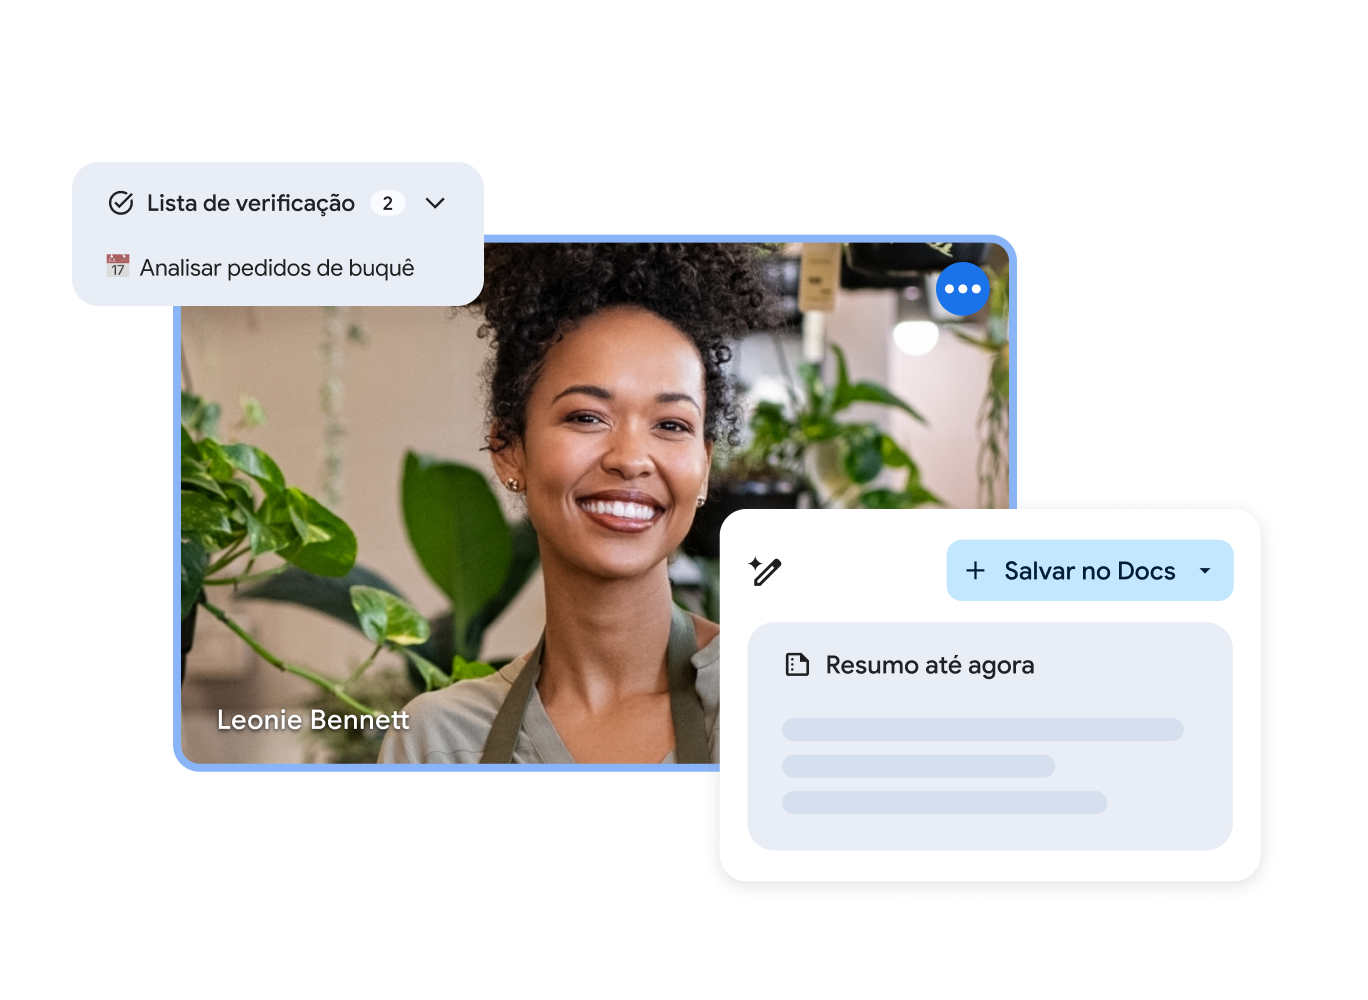 Lista de verificação 2
17 Analisar pedidos de buquê
Leonie Bennett
+ Salvar no Docs
Resumo até agora